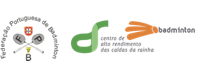 Federação Portuguesa de Badminton
F P
B
badminton
centro de
alto rendimento
das caldas da rainha